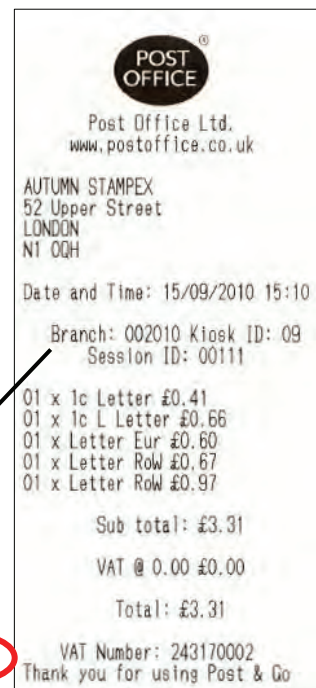 POST
OFFICE
®
Post Office Ltd.
www.postoffice.co.uk
AUTUMN STAMPEX
52 Upper Street
LONDON
N1 0QH
Date and Time: 15/09/2010 15:10
Branch: 002010 Kiosk ID: 09
Session ID: 00111
01 x 1c Letter £0.41
01 x 1c L Letter £0.66
01 x Letter Eur £0.60
01 x Letter RoW £0.67
01 x Letter RoW £0.97
Sub total: £3.31
VAT @ 0.00 £0.00
Total: £3.31
VAT Number: 243170002
Thank you for using Post & Go